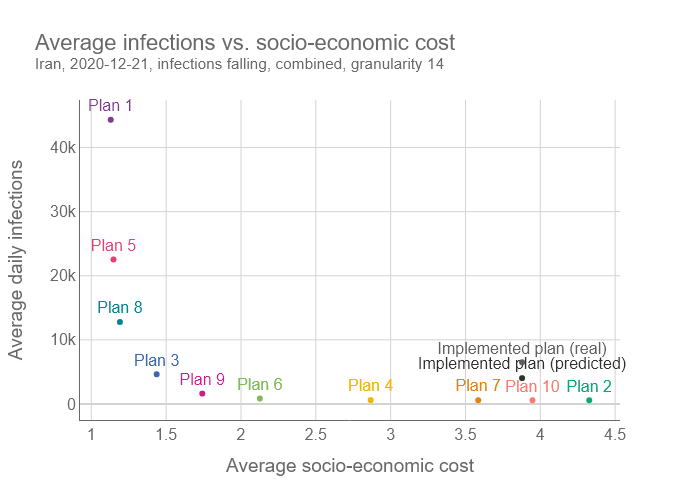 Average infections vs. socio-economic cost
Iran, 2020-12-21, infections falling, combined, granularity 14
Plan 1
40k
30k
Plan 5
20k
Plan 8
10k
Implemented plan (real)
Plan 3
Implemented plan (predicted)
Plan 9
Plan 6
Plan 4
Plan 7
Plan 10
Plan 2
0
1
1.5
2
2.5
3
3.5
4
4.5
Average daily infections
Average socio-economic cost